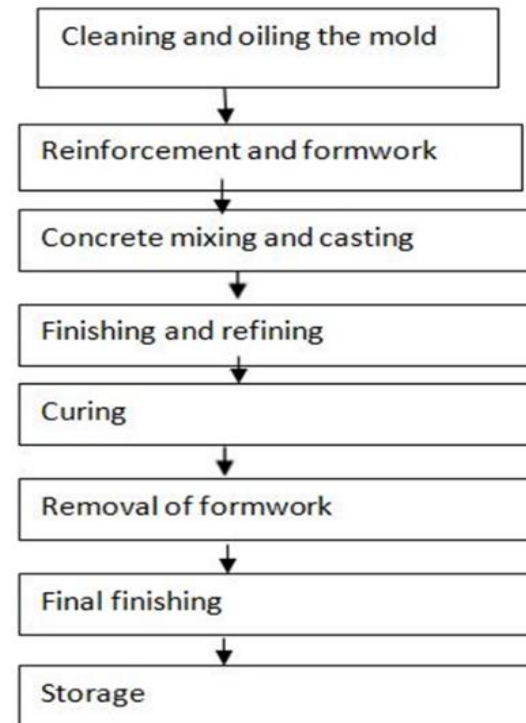 Cleaning and oiling the mold
Reinforcement and formwork
Concrete mixing and casting
Finishing and refining
Curing
Removal of formwork
Final finishing
Storage